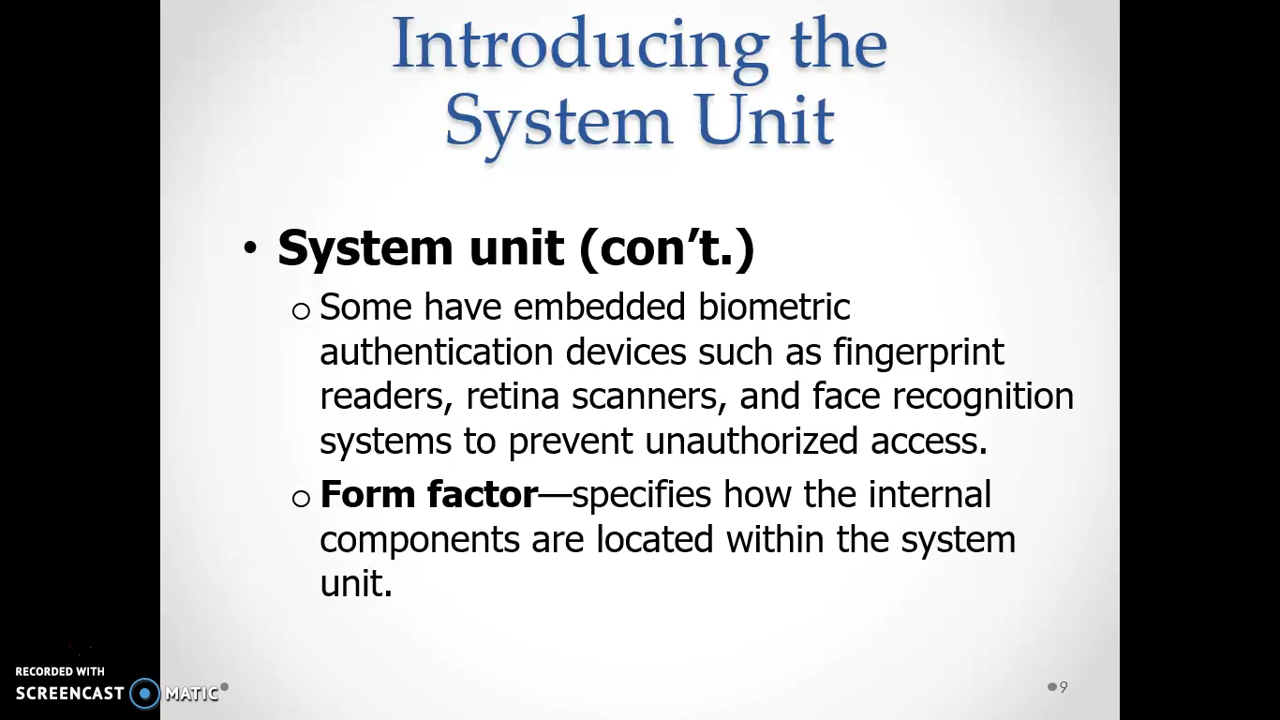 Introducing the
System Unit
• System unit (con’t.)
o Some have embedded biometric
authentication devices such as fingerprint
readers, retina scanners, and face recognition
systems to prevent unauthorized access.
o Form factor—specifies how the internal
components are located within the system
unit.
RECORDED WITH
SCREENCAST MATIC
9